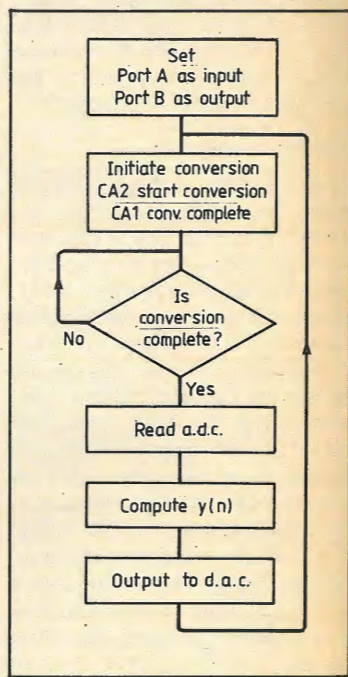 Set
Port A as input
Port B as output
Initiate conversion
CA2 start conversion
CA1 conv. complete
Is
conversion
complete?
No
Yes
Read a.d.c.
Compute y(n)
Output to d.a.c.